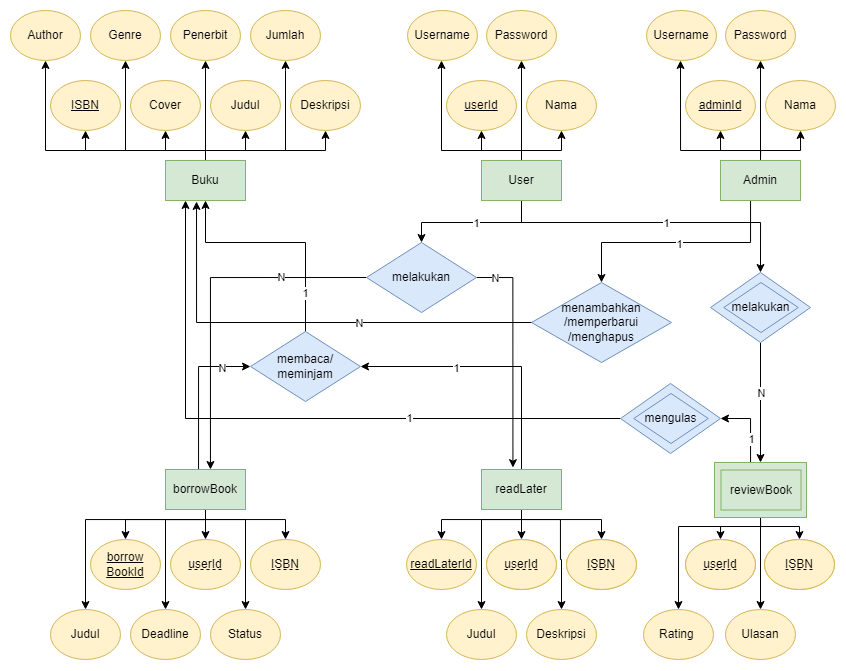 Author
Genre
Penerbit
Jumlah
Username
Password
Username
Password
ISBN
Cover
Judul
Deskripsi
userId
Nama
adminId
Nama
Buku
User
Admin
1
1
1
melakukan
N
N
1
menambahkan
/memperbarui
/menghapus
melakukan
N
membaca/
meminjam
N
1
N
mengulas
1
1
borrowBook
readLater
reviewBook
borrow
BookId
userId
ISBN
readLaterId
userId
ISBN
userId
ISBN
Judul
Deadline
Status
Judul
Deskripsi
Rating
Ulasan